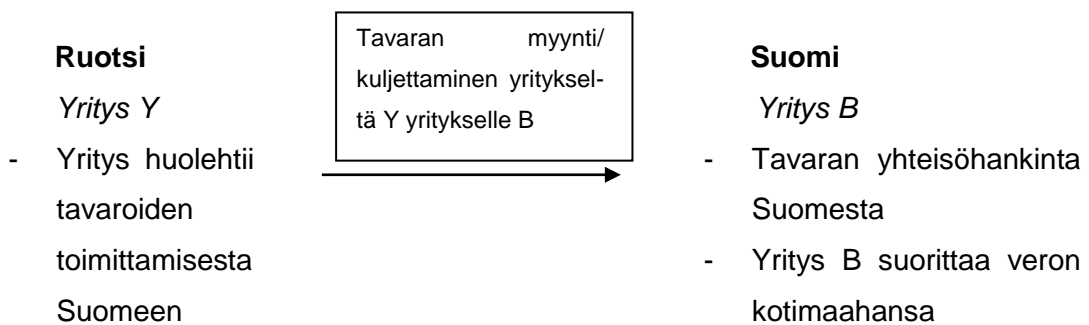 Ruotsi
Yritys Y
- Yritys huolehtii
tavaroiden
toimittamisesta
Suomeen
Tavaran myynti/
kuljettaminen yrityksel-
tä Y yritykselle B
Suomi
Yritys B
- Tavaran yhteisöhankinta
Suomesta
- Yritys B suorittaa veron
kotimaahansa